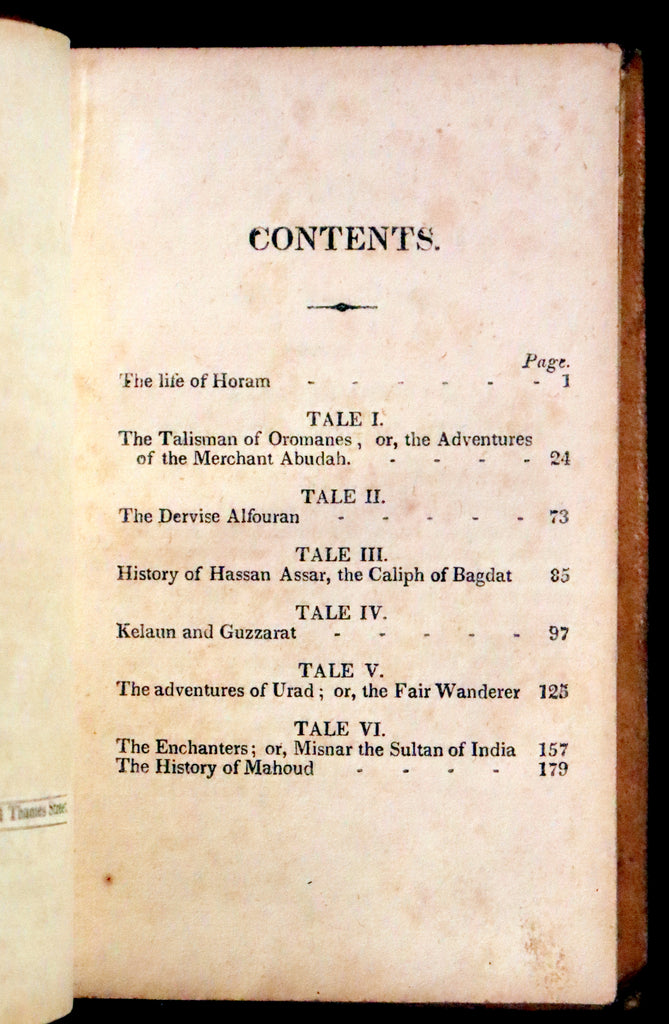 CONTENTS.
Page.
The life of Horam - - - - - - 1
TALE I.
The Talisman of Oromanes, or, the Adventures
of the Merchant Abudah. - - - - 24
TALE II.
The Dervise Alfouran - - - - - 73
TALE III.
History of Hassan Assar, the Caliph of Bagdat 85
TALE IV.
Kelaun and Guzzarat - - - - - 97
TALE V.
The adventures of Urad; or, the Fair Wanderer 125
TALE VI.
The Enchanters; or, Misnar the Sultan of India 157
The History of Mahoud - - - - 179
Thames Street